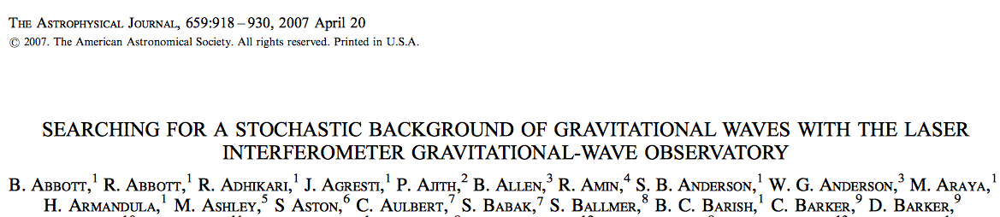 THE ASTROPHYSICAL JOURNAL, 659:918–930, 2007 April 20
© 2007. The American Astronomical Society. All rights reserved. Printed in U.S.A.
SEARCHING FOR A STOCHASTIC BACKGROUND OF GRAVITATIONAL WAVES WITH THE LASER
INTERFEROMETER GRAVITATIONAL-WAVE OBSERVATORY
B. ABBOTT,¹ R. ABBOTT,¹ R. ADHIKARI,¹ J. AGRESTI,¹ P. AJITH,² B. ALLEN,³ R. AMIN,⁴ S. B. ANDERSON,¹ W. G. ANDERSON,³ M. ARAYA,¹
H. ARMANDULA,¹ M. ASHLEY,⁵ S ASTON,⁶ C. AULBERT,⁷ S. BABAK,⁷ S. BALLMER,⁸ B. C. BARISH,¹ C. BARKER,⁹ D. BARKER,⁹